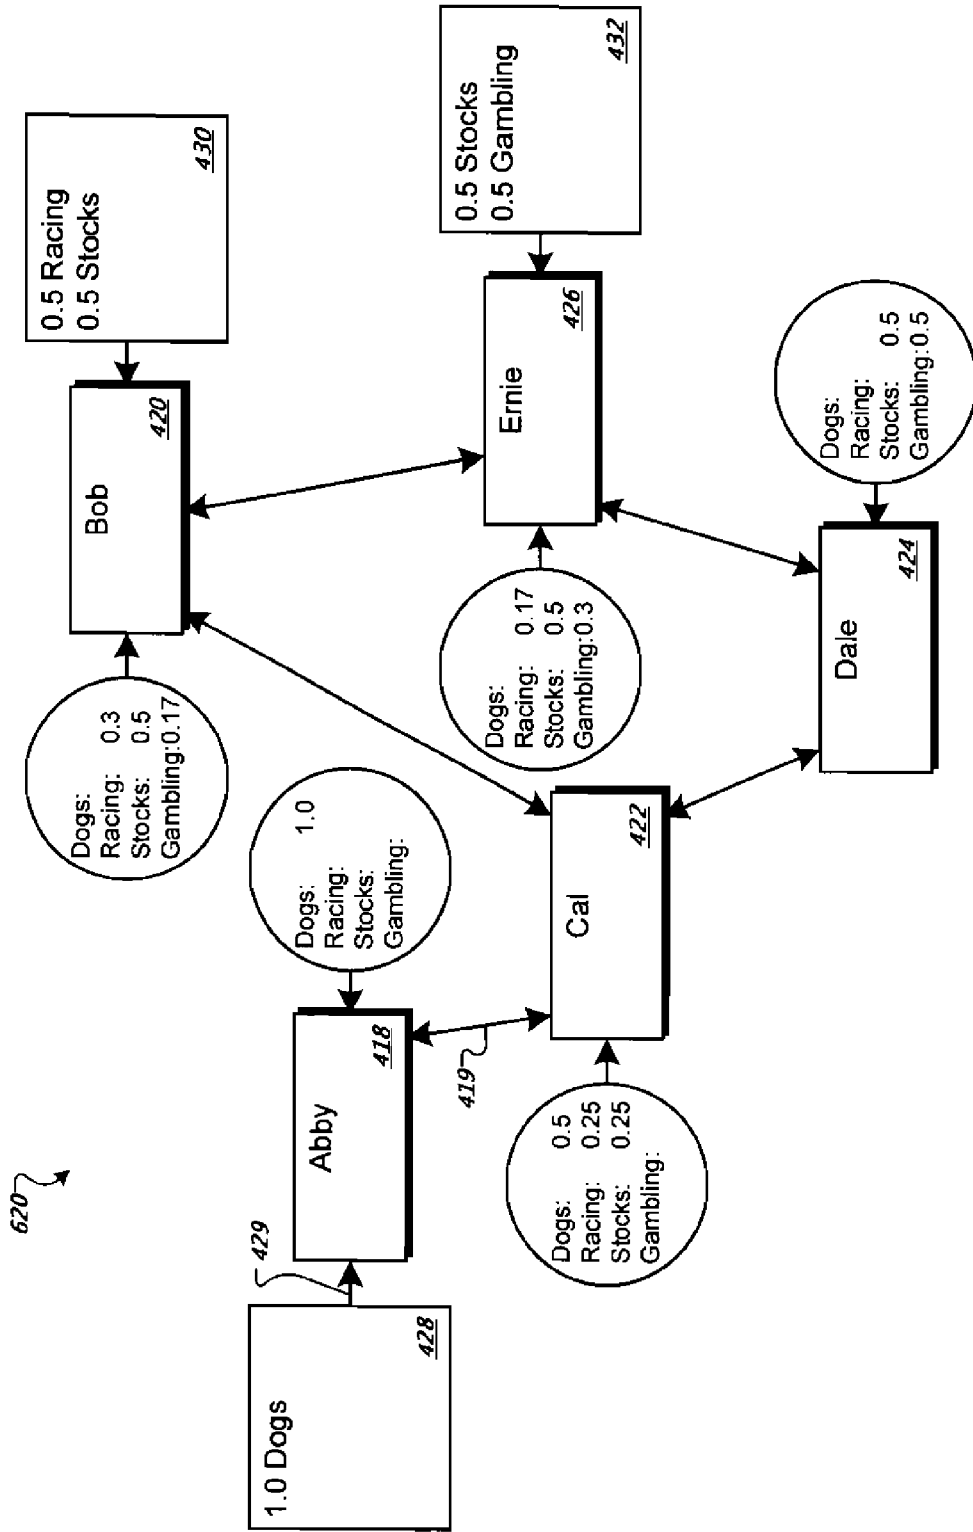 620
1.0 Dogs
428
429
Abby
418
Dogs: 1.0
Racing:
Stocks:
Gambling:
Dogs:
Racing: 0.3
Stocks: 0.5
Gambling:0.17
Bob
420
0.5 Racing
0.5 Stocks
430
419
Dogs: 0.5
Racing: 0.25
Stocks: 0.25
Gambling:
Cal
422
Dogs:
Racing: 0.17
Stocks: 0.5
Gambling:0.3
Ernie
426
0.5 Stocks
0.5 Gambling
432
Dale
424
Dogs:
Racing:
Stocks: 0.5
Gambling:0.5